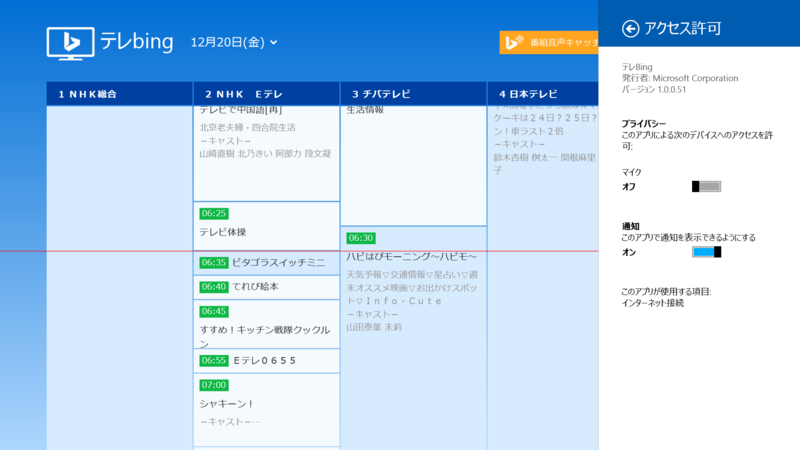 テレbing
12月20日(金)
番組音声キャッチ
1 ＮＨＫ総合
2 ＮＨＫ　Ｅテレ
3 チバテレビ
4 日本テレビ
テレビで中国語[再]
北京老夫婦・四合院生活
－キャスト－
山崎直樹 北乃きい 阿部力 段文凝
06:25
テレビ体操
06:35 ピタゴラスイッチミニ
06:40 てれび絵本
06:45
すすめ！キッチン戦隊クックル
ン
06:55 Ｅテレ０６５５
07:00
シャキーン！
－キャスト－…
生活情報
06:30
ハピはぴモーニング～ハピモ～
天気予報▽交通情報▽星占い▽週
末オススメ映画▽お出かけスポッ
ト▽Ｉｎｆｏ・Ｃｕｔｅ
－キャスト－
山田泰葉 未莉
ケーキは２４日？２５日？
ン！車ラスト２倍
－キャスト－
鈴木杏樹 桝太一 関根麻里
子
アクセス許可
テレBing
発行者: Microsoft Corporation
バージョン 1.0.0.51
プライバシー
このアプリによる次のデバイスへのアクセスを許
可:
マイク
オフ
通知
このアプリで通知を表示できるようにする
オン
このアプリが使用する項目:
インターネット接続